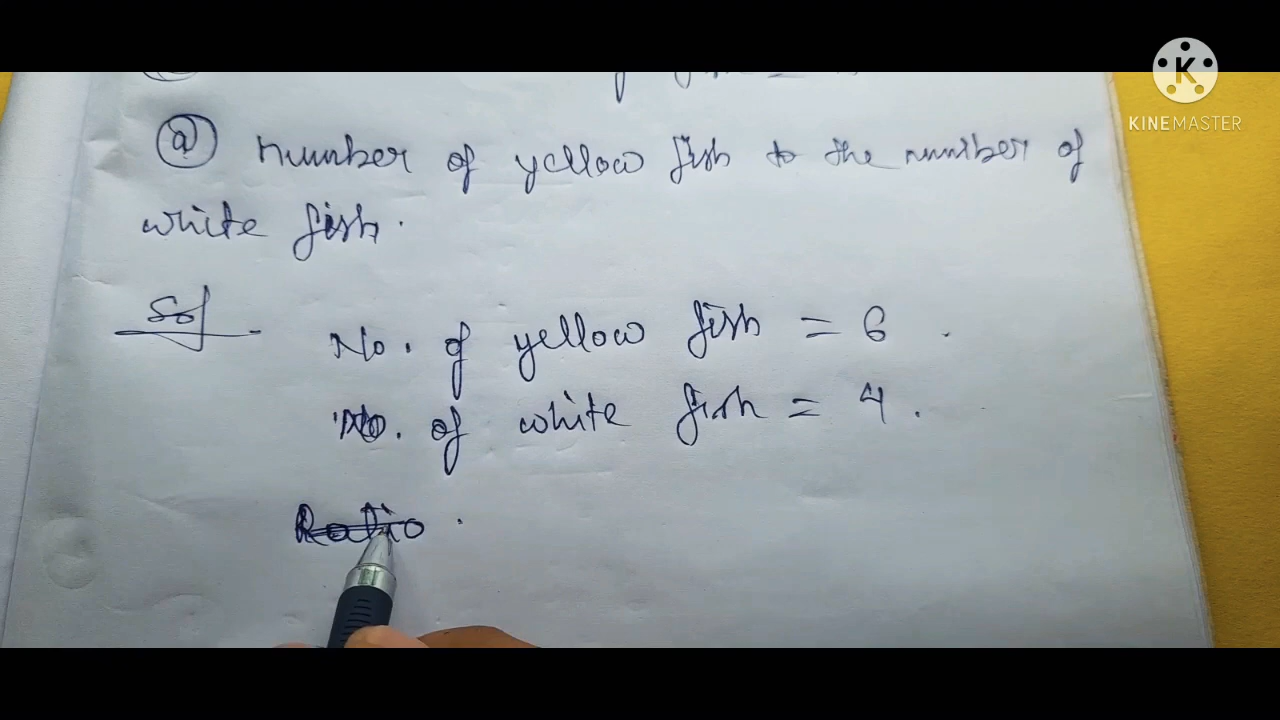 KINEMASTER
(a) number of yellow fish to the number of
white fish.
Sol
No. of yellow fish = 6 .
No. of white fish = 4 .
Ratio .